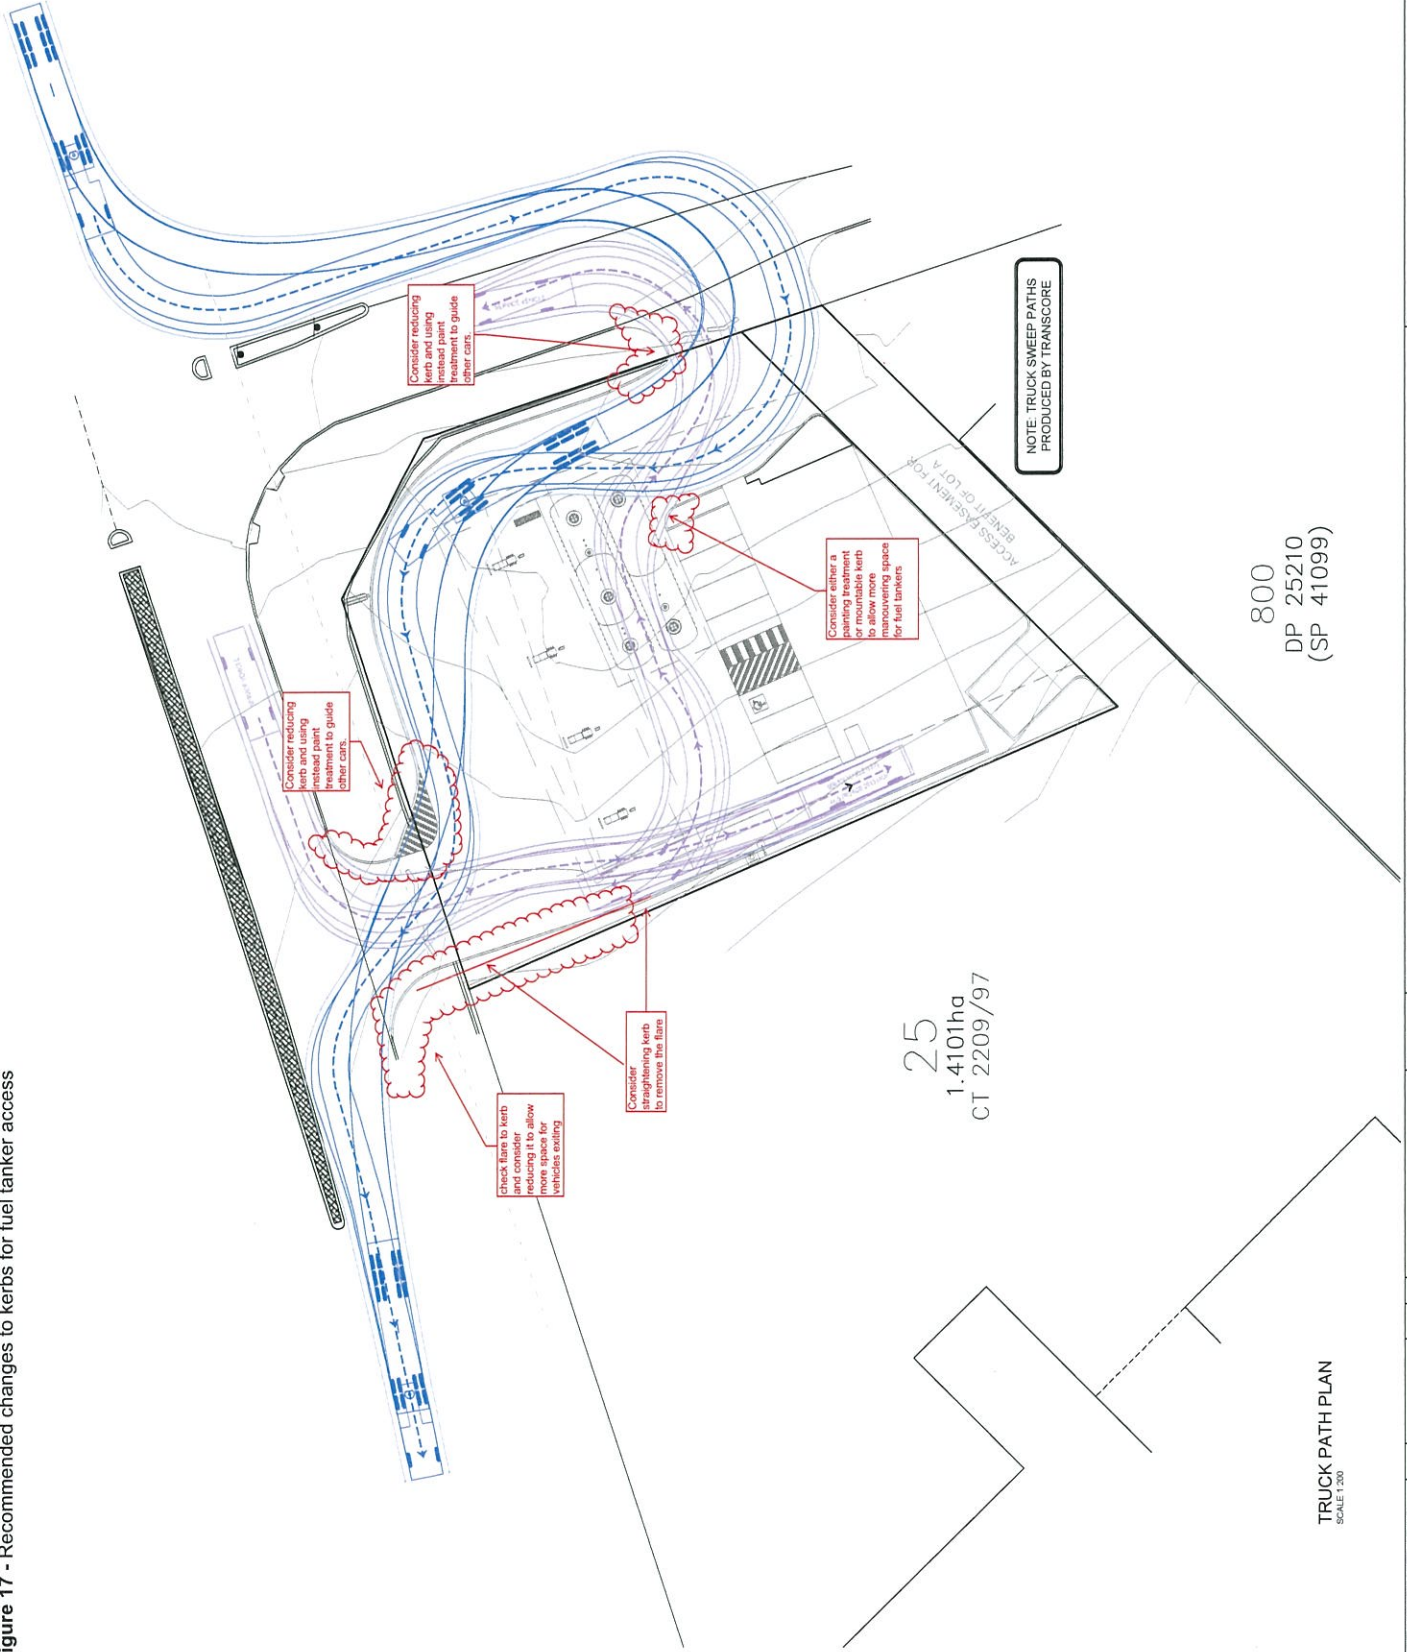 igure 17 - Recommended changes to kerbs for fuel tanker access
Consider reducing
kerb and using
instead paint
treatment to guide
other cars.
Consider reducing
kerb and using
instead paint
treatment to guide
other cars.
check flare to kerb
and consider
reducing it to allow
more space for
vehicles exiting
Consider
straightening kerb
to remove the flare
Consider either a
painting treatment
or mountable kerb
to allow more
manouvering space
for fuel tankers
ACCESS EASEMENT FOR
BENEFIT OF LOT A
NOTE: TRUCK SWEEP PATHS
PRODUCED BY TRANSCORE
25
1.4101ha
CT 2209/97
800
DP 25210
(SP 41099)
TRUCK PATH PLAN
SCALE 1:200